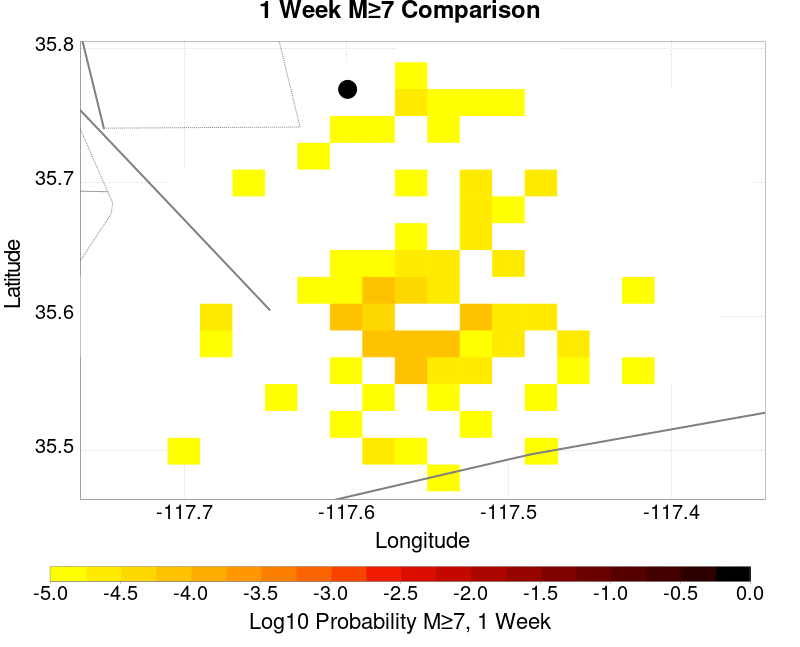 1 Week M≥7 Comparison
35.8
35.7
35.6
35.5
Latitude
-117.7 -117.6 -117.5 -117.4
Longitude
-5.0 -4.5 -4.0 -3.5 -3.0 -2.5 -2.0 -1.5 -1.0 -0.5 0.0
Log10 Probability M≥7, 1 Week